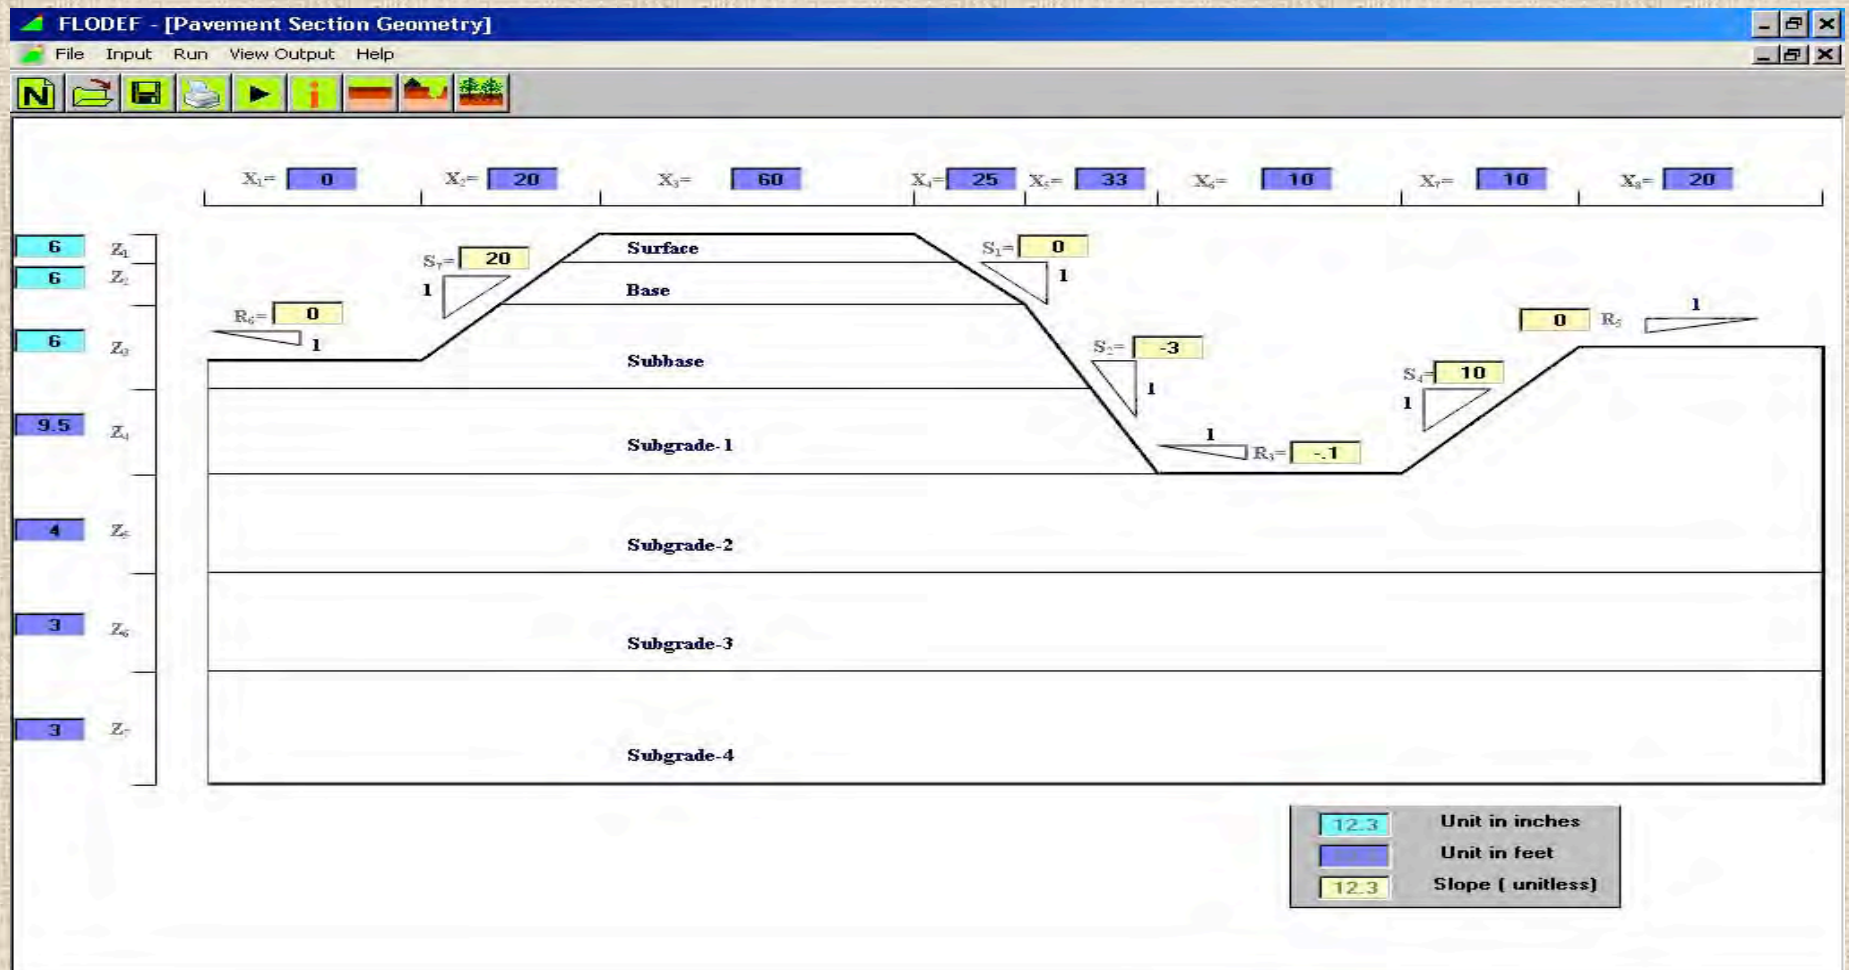 FLODEF - [Pavement Section Geometry]
File Input Run View Output Help
N i
X₁= 0 X₂= 20 X₃= 60 X₄= 25 X₅= 33 X₆= 10 X₇= 10 X₈= 20
6 Z₁ Surface S₁= 0
S₇= 20
6 Z₂ 1 Base 1
R₆= 0 1
1 0 R₅
6 Z₃ Subbase S₂= -3
1 S₄= 10
1
9.5 Z₄ Subgrade-1 1 R₃= -.1
4 Z₅ Subgrade-2
3 Z₆ Subgrade-3
3 Z₇ Subgrade-4
12.3 Unit in inches
Unit in feet
12.3 Slope ( unitless)